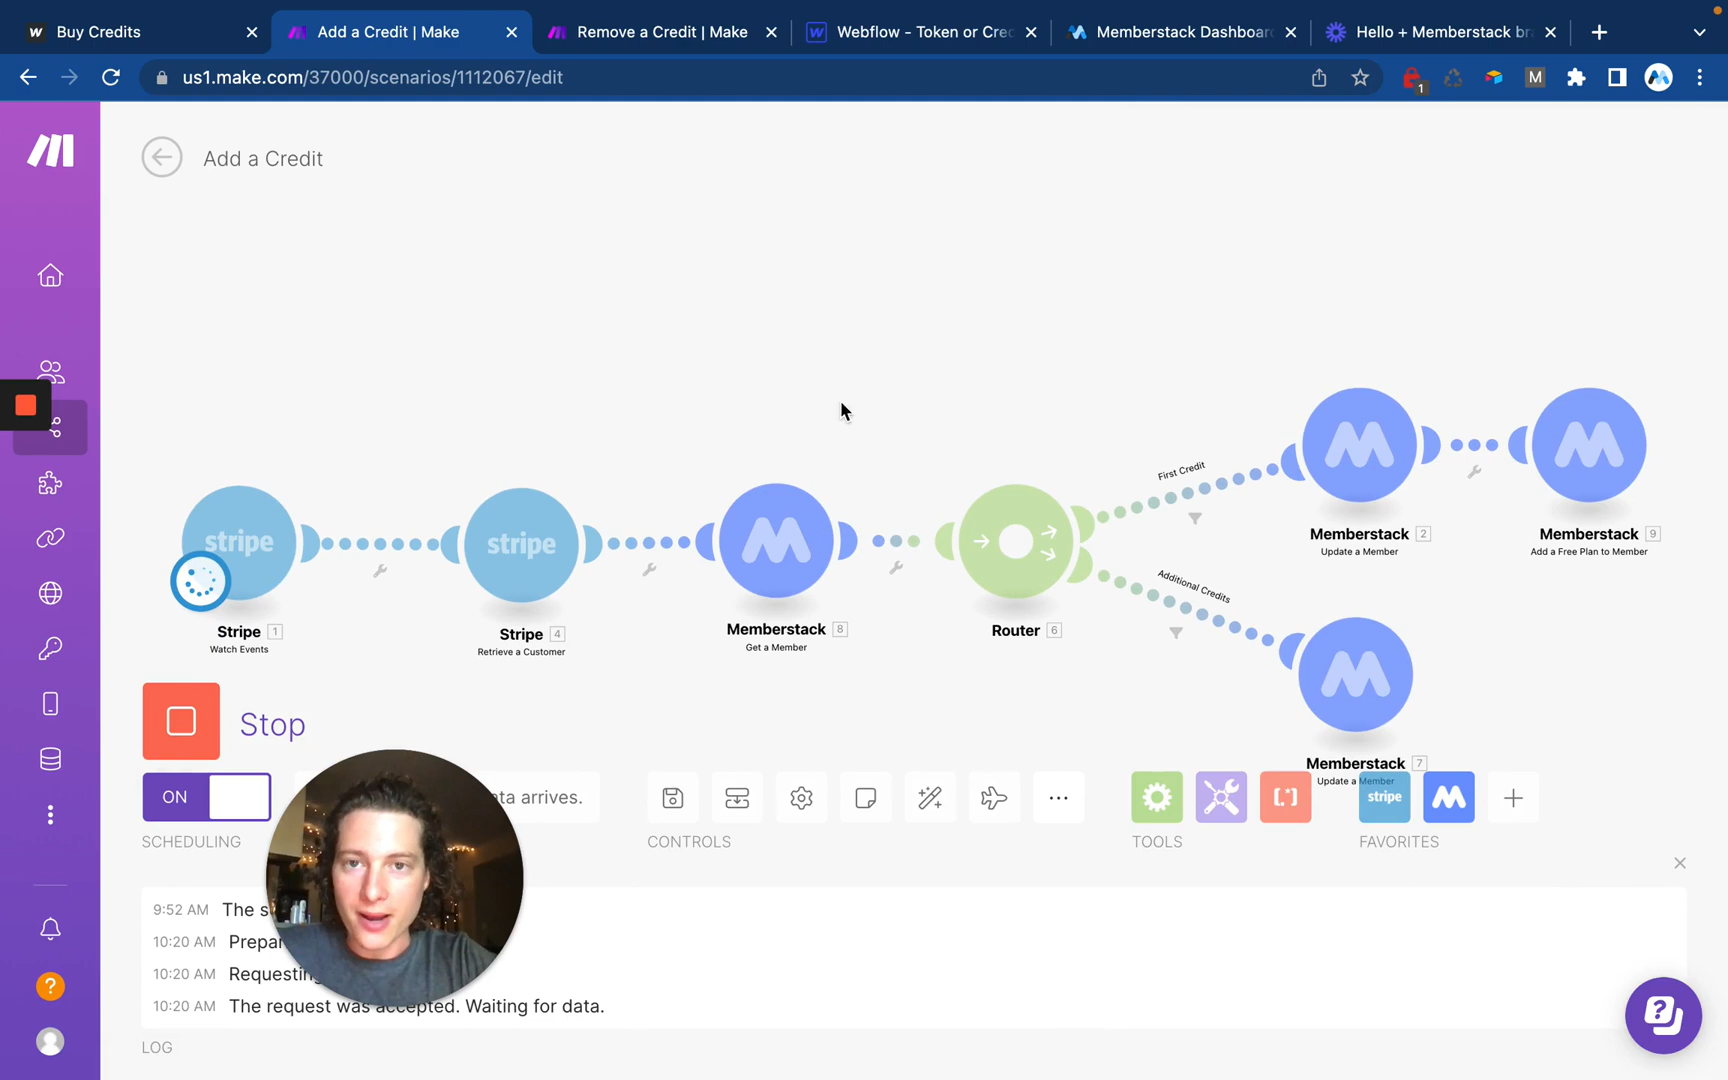 Buy Credits
Add a Credit | Make
Remove a Credit | Make
Webflow - Token or Cre
Memberstack Dashboar
Hello + Memberstack br
us1.make.com/37000/scenarios/1112067/edit
1
M
Add a Credit
stripe
Stripe 1
Watch Events
stripe
Stripe 4
Retrieve a Customer
Memberstack 8
Get a Member
Router 6
First Credit
Additional Credits
Memberstack 2
Update a Member
Memberstack 9
Add a Free Plan to Member
Memberstack 7
Update a Member
Stop
ON
ata arrives.
SCHEDULING
CONTROLS
TOOLS
stripe
FAVORITES
9:52 AM The s
10:20 AM Prepar
10:20 AM Requesting
10:20 AM The request was accepted. Waiting for data.
LOG
?
?